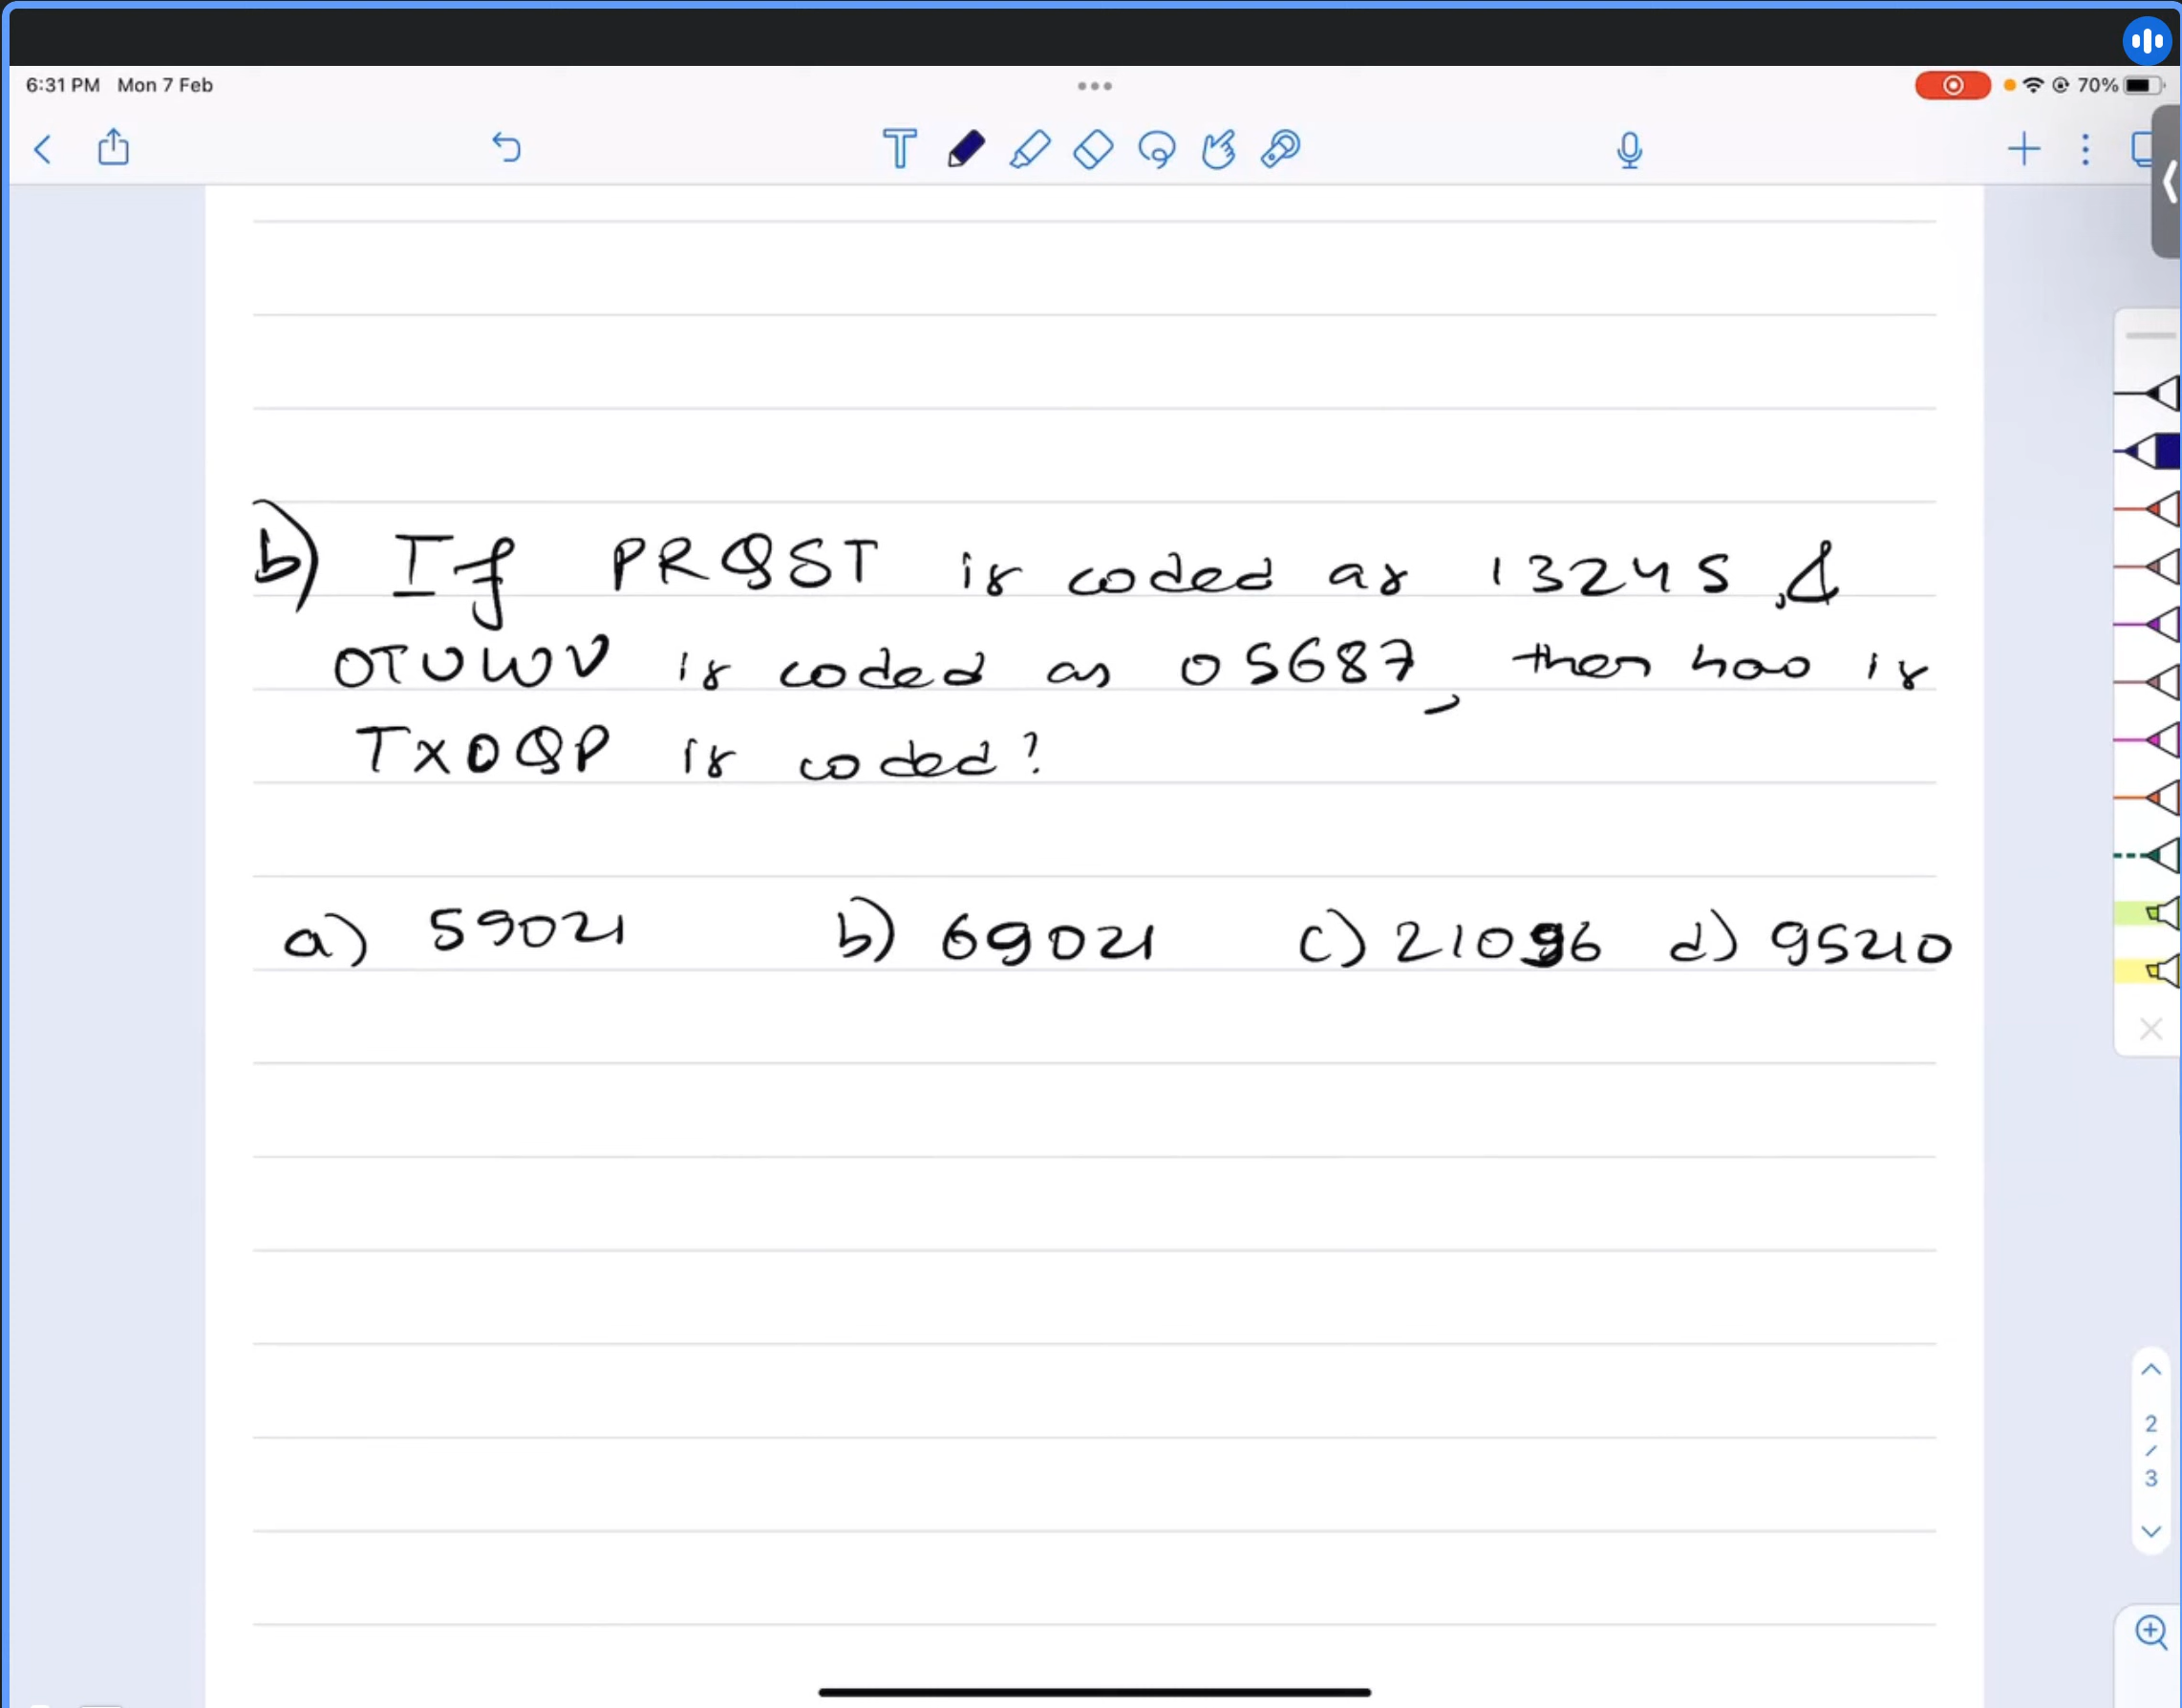 6:31 PM Mon 7 Feb
70%
T
b) If PRQST is coded as 13245, &
OTUWV is coded as 05687, then how is
TXOQP is coded?
a) 59021 b) 69021 c) 21096 d) 95210
2
/
3